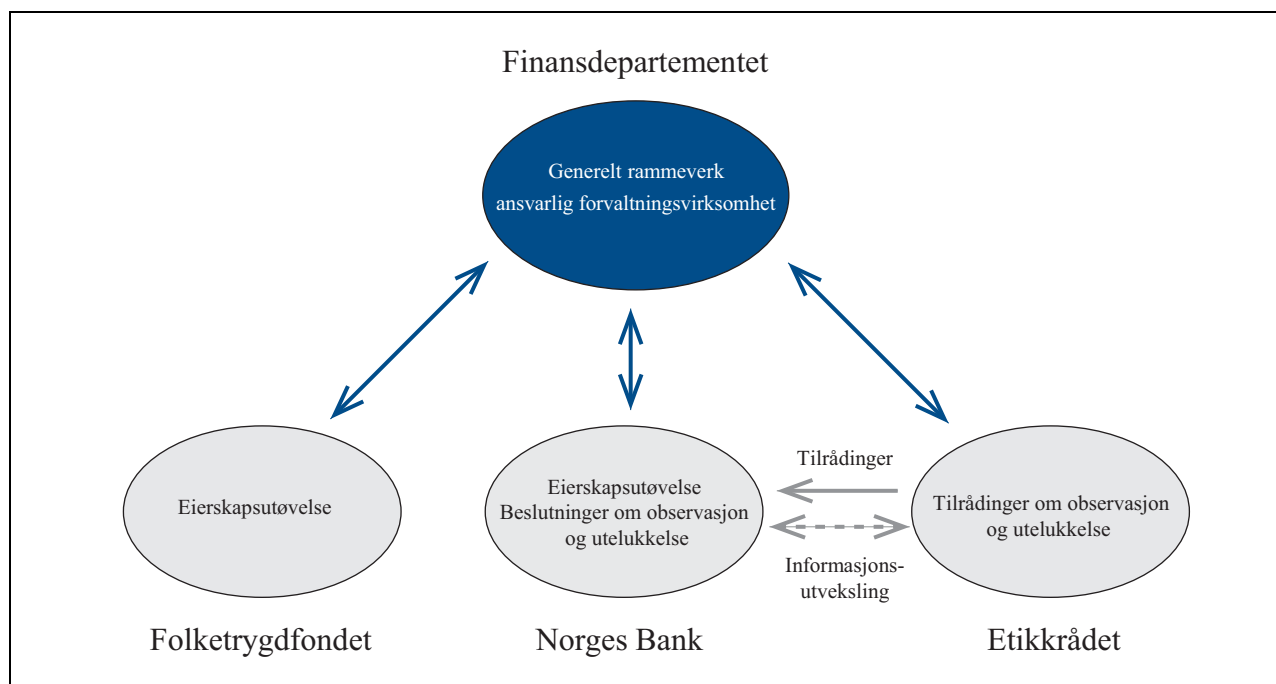 Finansdepartementet
Generelt rammeverk
ansvarlig forvaltningsvirksomhet
Eierskapsutøvelse
Eierskapsutøvelse
Beslutninger om observasjon
og utelukkelse
Tilrådinger
Informasjons-
utveksling
Tilrådinger om observasjon
og utelukkelse
Folketrygdfondet
Norges Bank
Etikkrådet